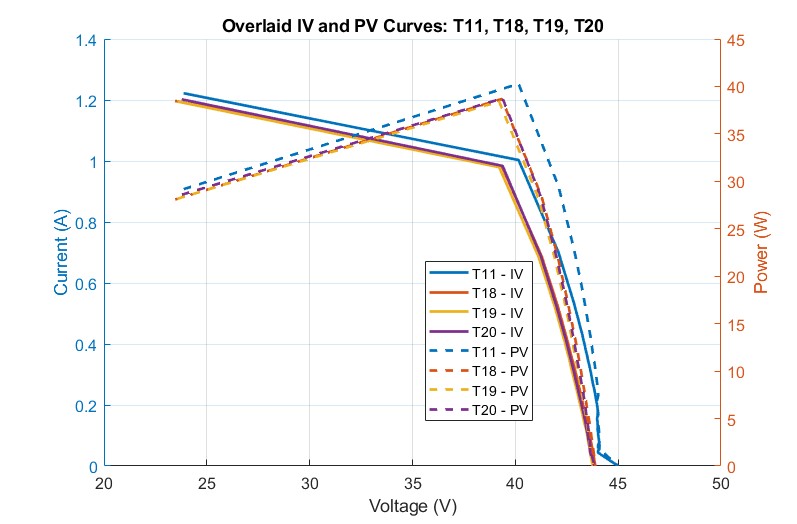 Overlaid IV and PV Curves: T11, T18, T19, T20
1.4
1.2
1
0.8
0.6
0.4
0.2
0
Current (A)
45
40
35
30
25
20
15
10
5
0
Power (W)
T11 - IV
T18 - IV
T19 - IV
T20 - IV
T11 - PV
T18 - PV
T19 - PV
T20 - PV
20 25 30 35 40 45 50
Voltage (V)